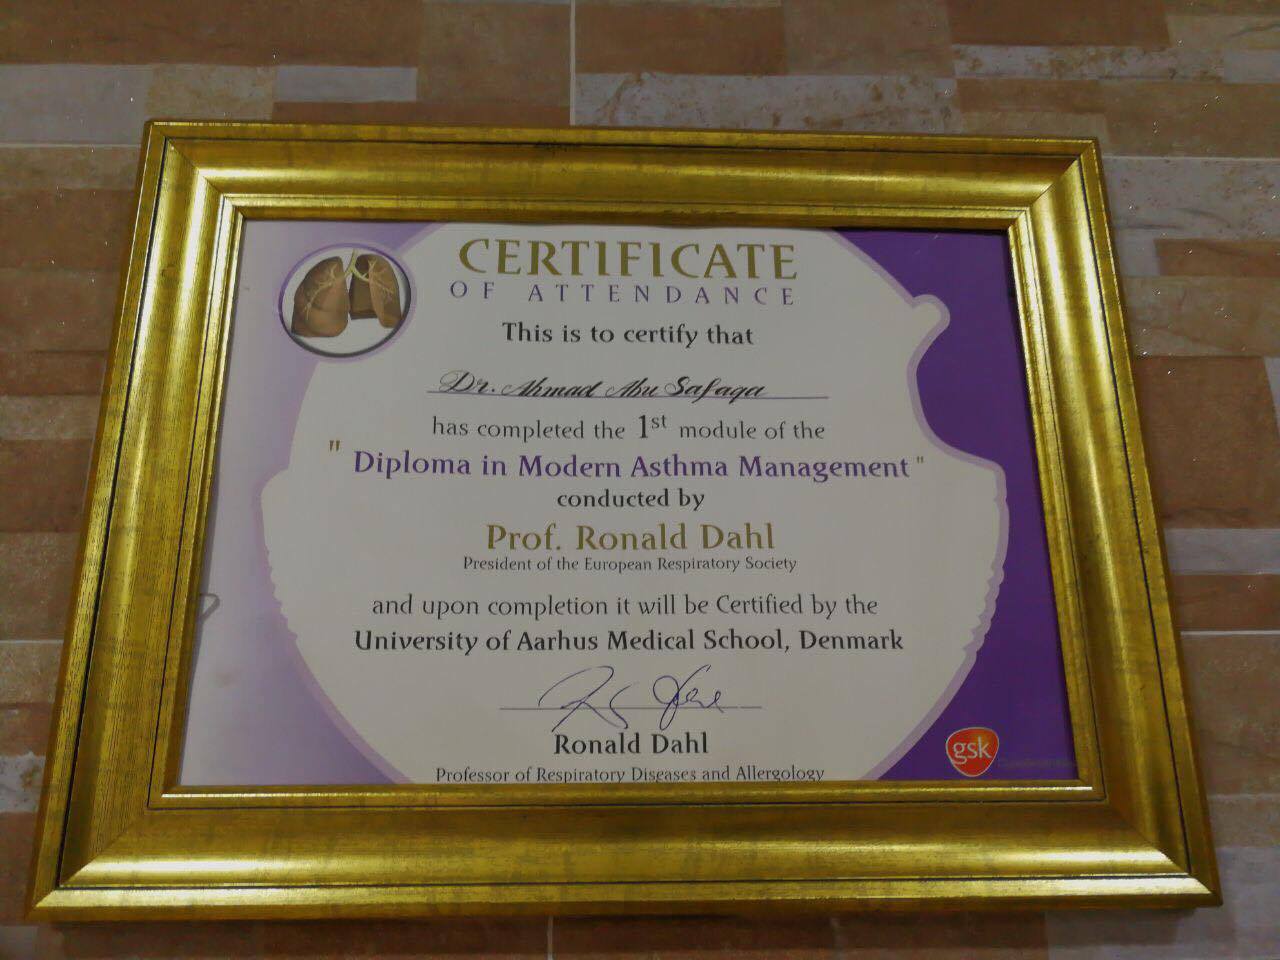 CERTIFICATE
OF ATTENDANCE
This is to certify that
Dr. Ahmad Abu Safaqa
has completed the 1st module of the
" Diploma in Modern Asthma Management "
conducted by
Prof. Ronald Dahl
President of the European Respiratory Society
and upon completion it will be Certified by the
University of Aarhus Medical School, Denmark
Ronald Dahl
Professor of Respiratory Diseases and Allergology
gsk